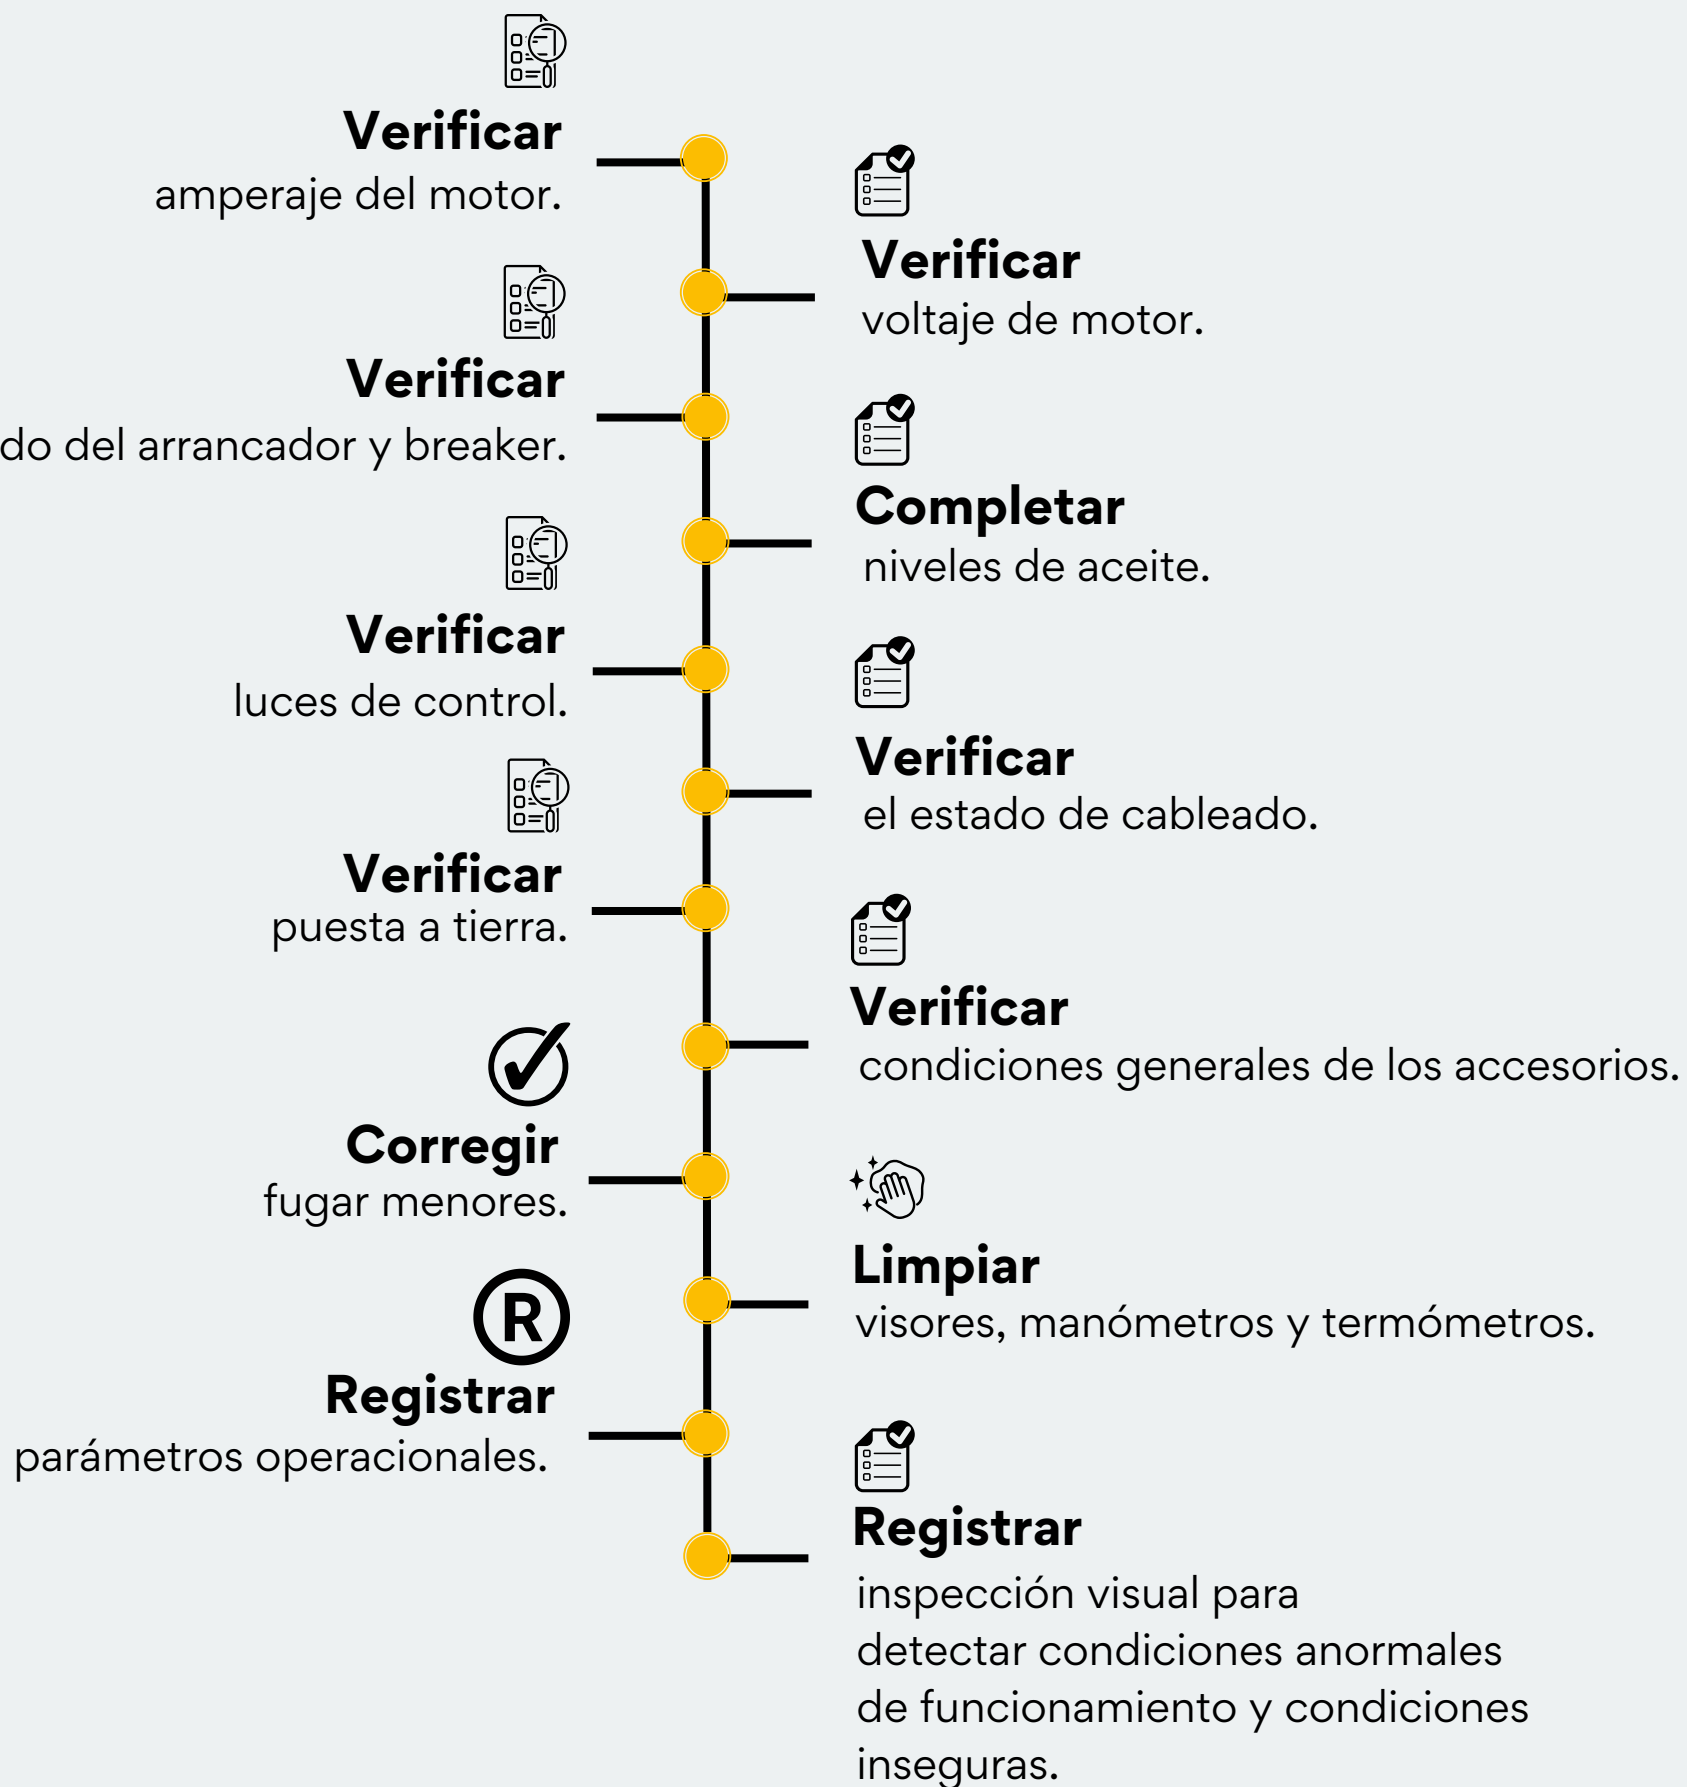 Verificar
amperaje del motor.
Verificar
voltaje de motor.
Verificar
do del arrancador y breaker.
Completar
niveles de aceite.
Verificar
luces de control.
Verificar
el estado de cableado.
Verificar
puesta a tierra.
Verificar
condiciones generales de los accesorios.
Corregir
fugar menores.
Limpiar
visores, manómetros y termómetros.
R
Registrar
parámetros operacionales.
Registrar
inspección visual para
detectar condiciones anormales
de funcionamiento y condiciones
inseguras.